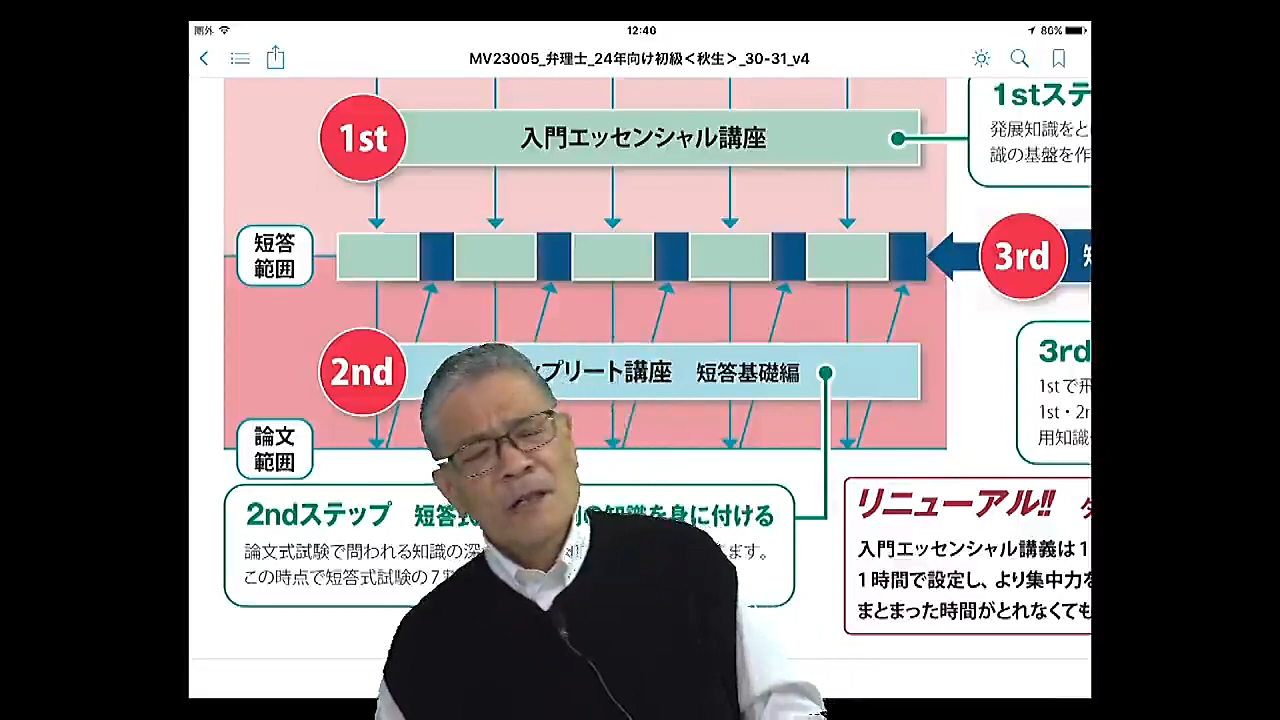 圏外
12:40
86%
MV23005_弁理士_24年向け初級＜秋生＞_30-31_v4
1st
入門エッセンシャル講座
1stステ
発展知識をと
識の基盤を作
短答
範囲
3rd
2nd
プリート講座 短答基礎編
論文
範囲
3rd
1stで飛
1st・2n
用知識
2ndステップ 短答式 の知識を身に付ける
論文式試験で問われる知識の深 ます。
この時点で短答式試験の7割
リニューアル!!
入門エッセンシャル講義は1
1時間で設定し、より集中力を
まとまった時間がとれなくても